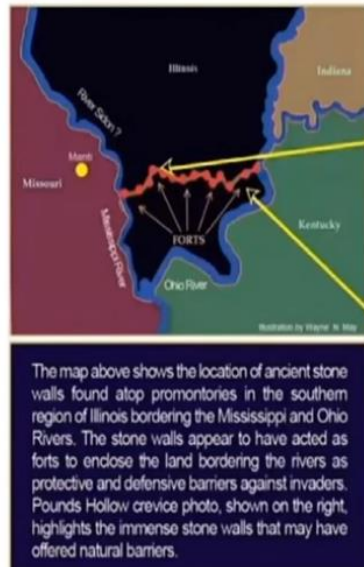 Illinois
Indiana
River Sidon ?
Manti
Missouri
Mississippi River
FORTS
Kentucky
Ohio River
Illustration by Wayne N. May
The map above shows the location of ancient stone
walls found atop promontories in the southern
region of Illinois bordering the Mississippi and Ohio
Rivers. The stone walls appear to have acted as
forts to enclose the land bordering the rivers as
protective and defensive barriers against invaders.
Pounds Hollow crevice photo, shown on the right,
highlights the immense stone walls that may have
offered natural barriers.